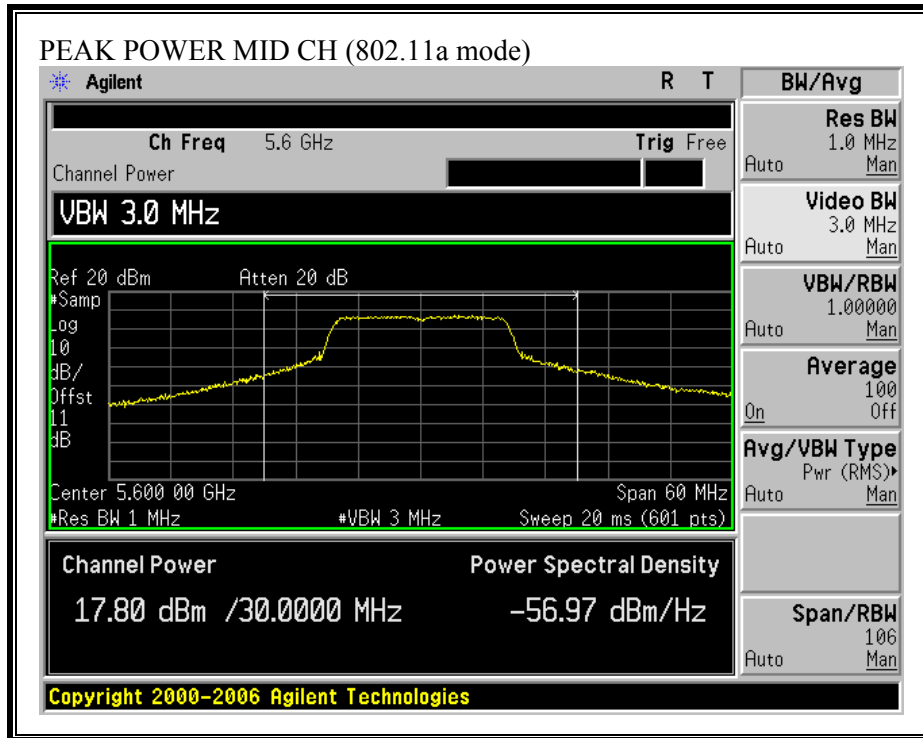 PEAK POWER MID CH (802.11a mode)
Agilent R T
Ch Freq 5.6 GHz Trig Free
Channel Power
VBW 3.0 MHz
Ref 20 dBm Atten 20 dB
#Samp
Log
10
dB/
Offst
11
dB
Center 5.600 00 GHz Span 60 MHz
#Res BW 1 MHz #VBW 3 MHz Sweep 20 ms (601 pts)
Channel Power Power Spectral Density
17.80 dBm /30.0000 MHz -56.97 dBm/Hz
Copyright 2000-2006 Agilent Technologies
BW/Avg
Res BW
1.0 MHz
Auto Man
Video BW
3.0 MHz
Auto Man
VBW/RBW
1.00000
Auto Man
Average
100
On Off
Avg/VBW Type
Pwr (RMS)▸
Auto Man
Span/RBW
106
Auto Man